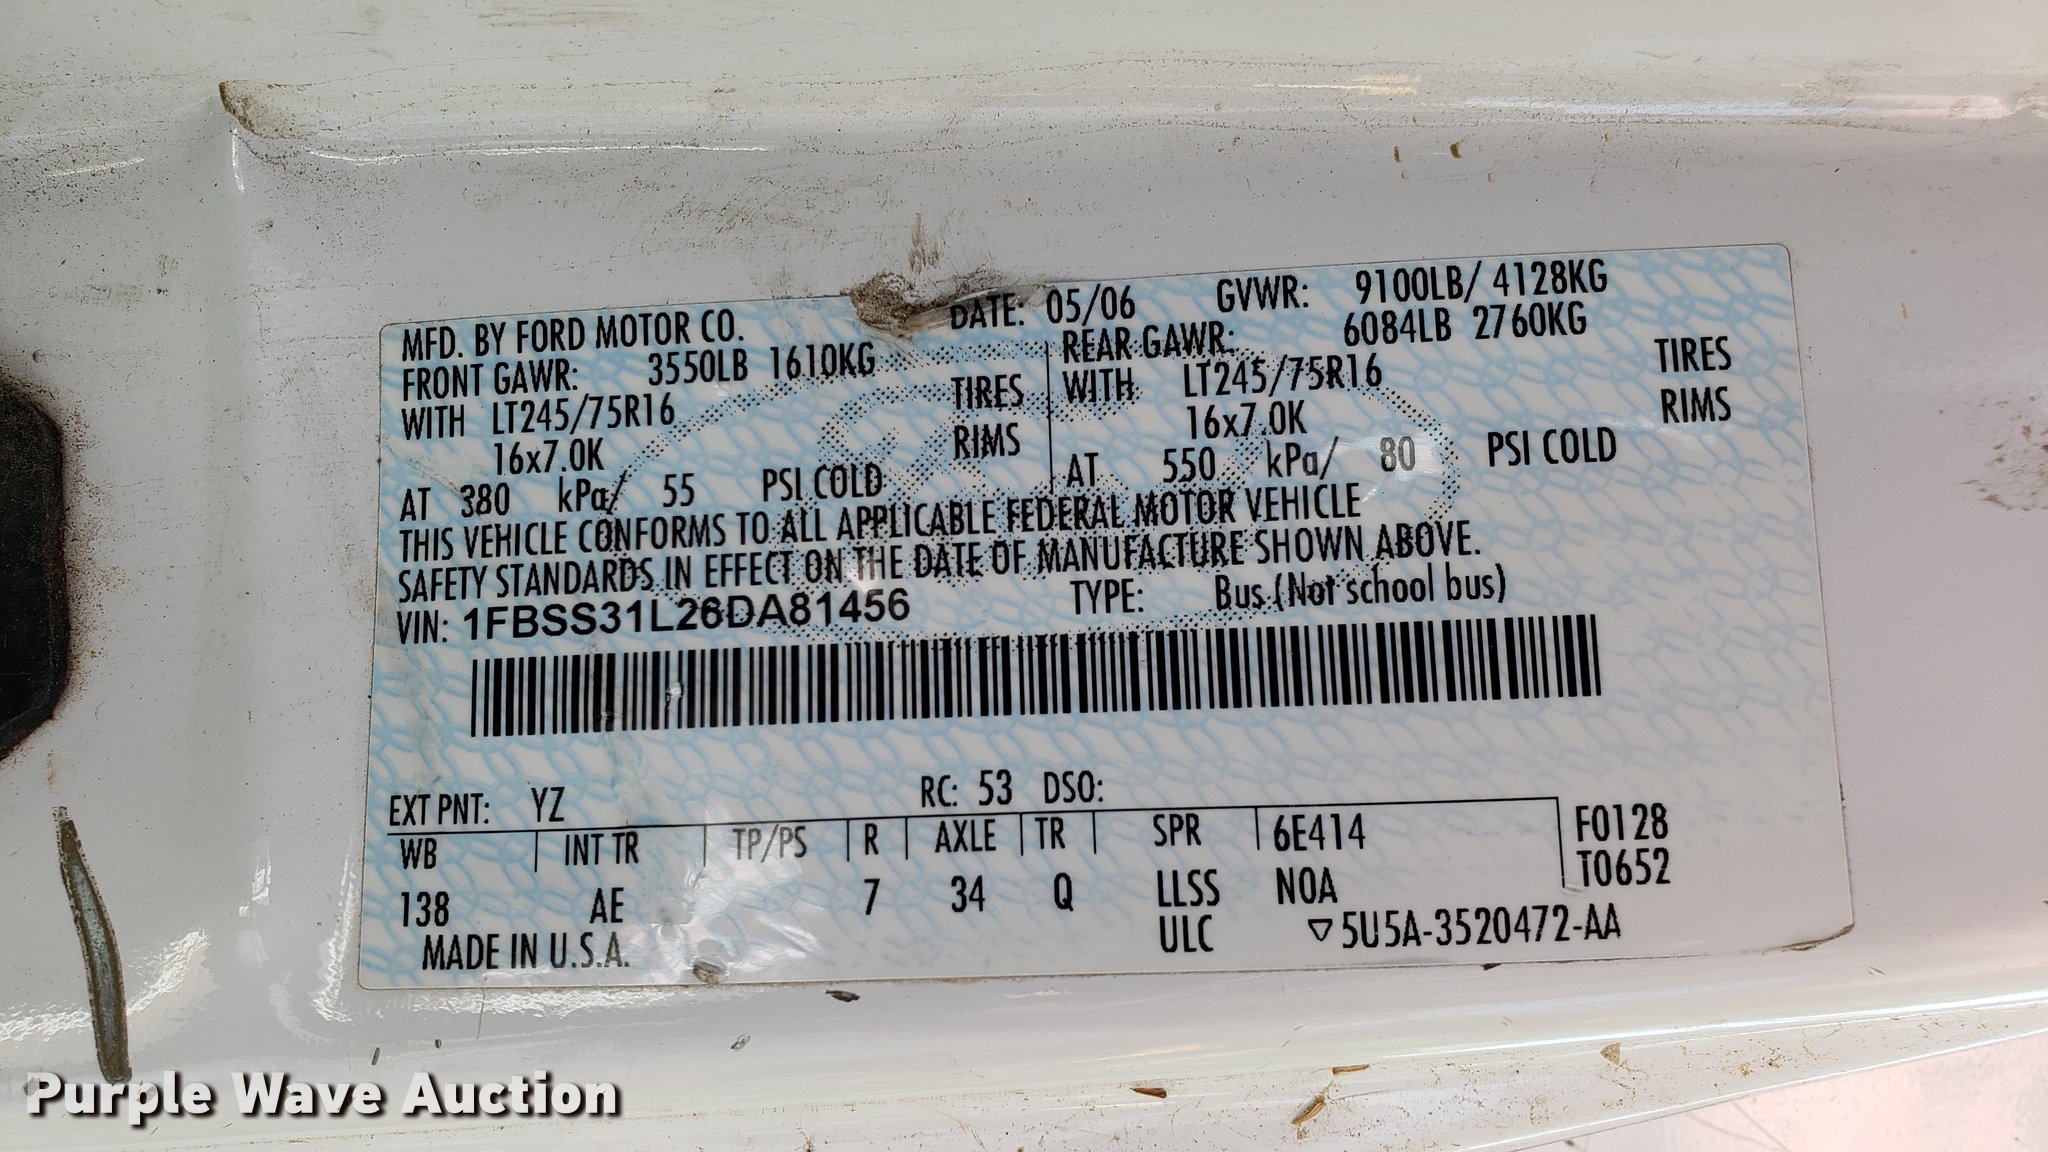 MFD. BY FORD MOTOR CO. DATE: 05/06 GVWR: 9100LB/ 4128KG
FRONT GAWR: 3550LB 1610KG REAR GAWR: 6084LB 2760KG
WITH LT245/75R16 TIRES WITH LT245/75R16 TIRES
16x7.0K RIMS 16x7.0K RIMS
AT 380 kPa/ 55 PSI COLD AT 550 kPa/ 80 PSI COLD
THIS VEHICLE CONFORMS TO ALL APPLICABLE FEDERAL MOTOR VEHICLE
SAFETY STANDARDS IN EFFECT ON THE DATE OF MANUFACTURE SHOWN ABOVE.
VIN: 1FBSS31L26DA81456 TYPE: Bus (Not school bus)
EXT PNT: YZ RC: 53 DSO:
WB INT TR TP/PS R AXLE TR SPR 6E414 F0128
138 AE 7 34 Q LLSS NOA T0652
MADE IN U.S.A. ULC ▽5U5A-3520472-AA
Purple Wave Auction